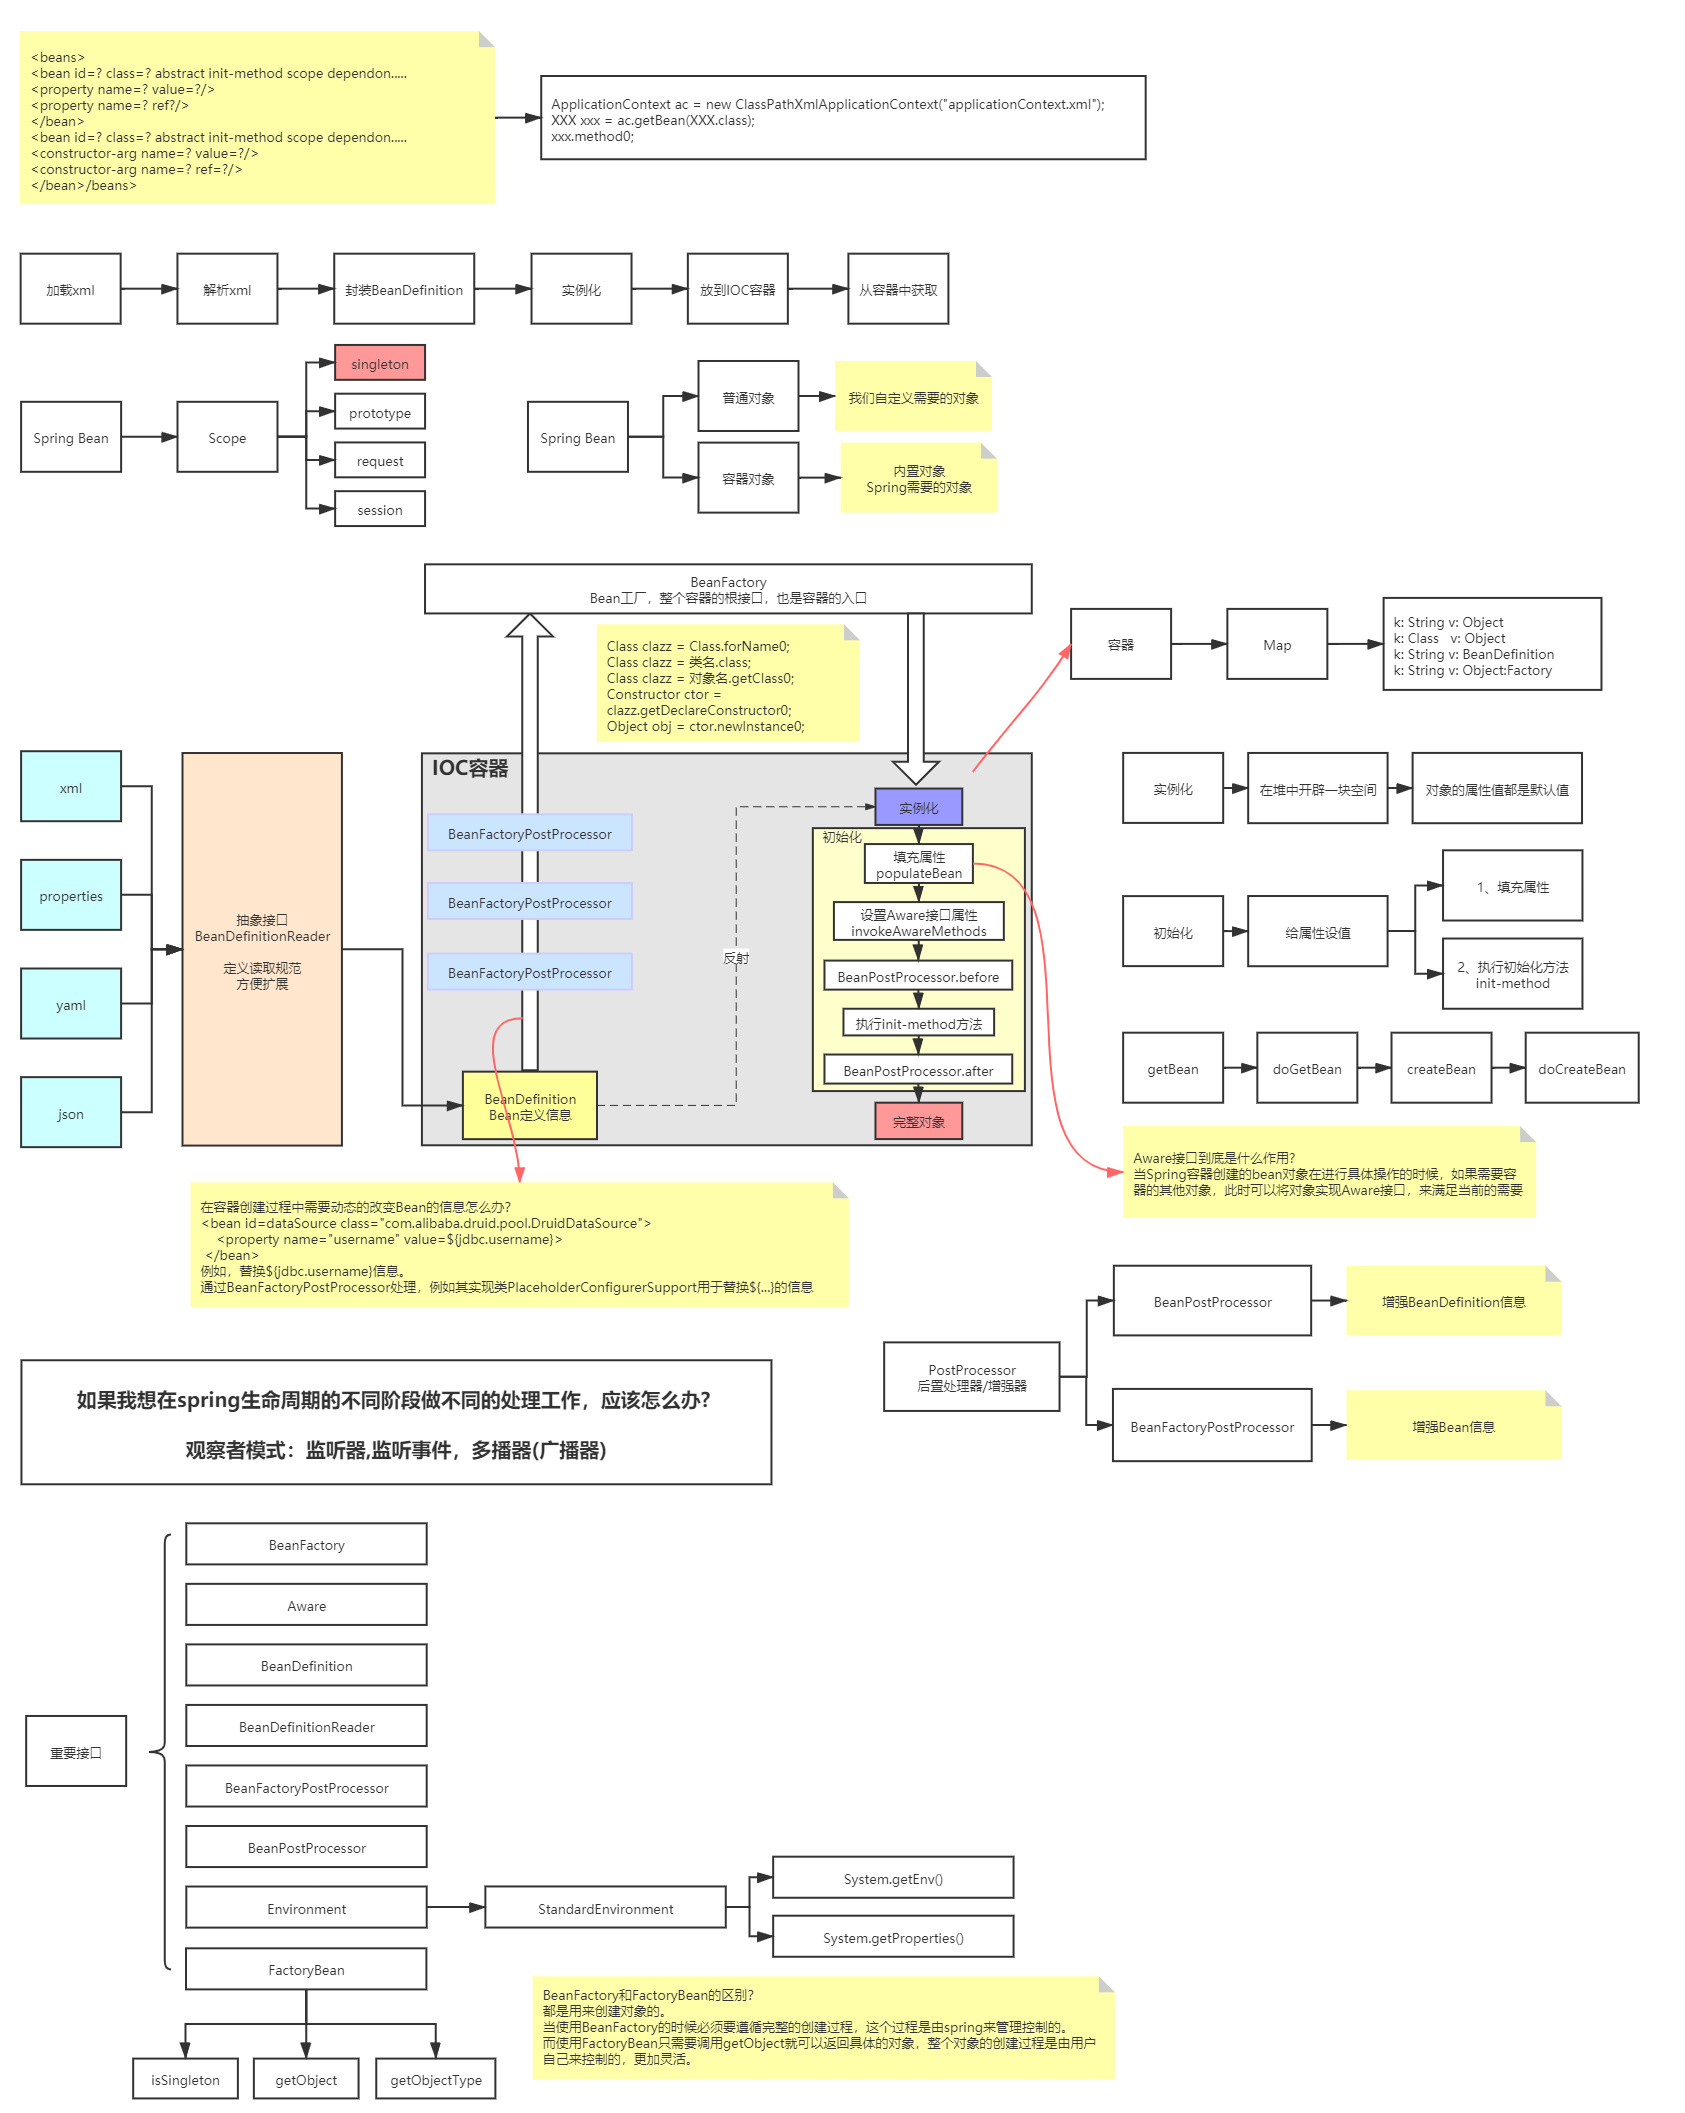 <beans>
<bean id=? class=? abstract init-method scope dependon.....
<property name=? value=?/>
<property name=? ref?/>
</bean>
<bean id=? class=? abstract init-method scope dependon.....
<constructor-arg name=? value=?/>
<constructor-arg name=? ref=?/>
</bean>/beans>
ApplicationContext ac = new ClassPathXmlApplicationContext("applicationContext.xml");
XXX xxx = ac.getBean(XXX.class);
xxx.method0;
加载xml
解析xml
封装BeanDefinition
实例化
放到IOC容器
从容器中获取
Spring Bean
Scope
singleton
prototype
request
session
Spring Bean
普通对象
我们自定义需要的对象
容器对象
内置对象
Spring需要的对象
BeanFactory
Bean工厂，整个容器的根接口，也是容器的入口
Class clazz = Class.forName0;
Class clazz = 类名.class;
Class clazz = 对象名.getClass0;
Constructor ctor =
clazz.getDeclareConstructor0;
Object obj = ctor.newInstance0;
容器
Map
k: String v: Object
k: Class v: Object
k: String v: BeanDefinition
k: String v: Object:Factory
xml
properties
yaml
json
抽象接口
BeanDefinitionReader
定义读取规范
方便扩展
IOC容器
BeanFactoryPostProcessor
BeanFactoryPostProcessor
BeanFactoryPostProcessor
BeanDefinition
Bean定义信息
反射
实例化
初始化
填充属性
populateBean
设置Aware接口属性
invokeAwareMethods
BeanPostProcessor.before
执行init-method方法
BeanPostProcessor.after
完整对象
实例化
在堆中开辟一块空间
对象的属性值都是默认值
初始化
给属性设值
1、填充属性
2、执行初始化方法
init-method
getBean
doGetBean
createBean
doCreateBean
Aware接口到底是什么作用?
当Spring容器创建的bean对象在进行具体操作的时候，如果需要容
器的其他对象，此时可以将对象实现Aware接口，来满足当前的需要
在容器创建过程中需要动态的改变Bean的信息怎么办?
<bean id=dataSource class="com.alibaba.druid.pool.DruidDataSource">
<property name="username" value=${jdbc.username}>
</bean>
例如，替换${jdbc.username}信息。
通过BeanFactoryPostProcessor处理，例如其实现类PlaceholderConfigurerSupport用于替换${...}的信息
PostProcessor
后置处理器/增强器
BeanPostProcessor
增强BeanDefinition信息
BeanFactoryPostProcessor
增强Bean信息
如果我想在spring生命周期的不同阶段做不同的处理工作，应该怎么办?
观察者模式：监听器,监听事件，多播器(广播器)
重要接口
BeanFactory
Aware
BeanDefinition
BeanDefinitionReader
BeanFactoryPostProcessor
BeanPostProcessor
Environment
StandardEnvironment
System.getEnv()
System.getProperties()
FactoryBean
isSingleton
getObject
getObjectType
BeanFactory和FactoryBean的区别?
都是用来创建对象的。
当使用BeanFactory的时候必须要遵循完整的创建过程，这个过程是由spring来管理控制的。
而使用FactoryBean只需要调用getObject就可以返回具体的对象，整个对象的创建过程是由用户
自己来控制的，更加灵活。